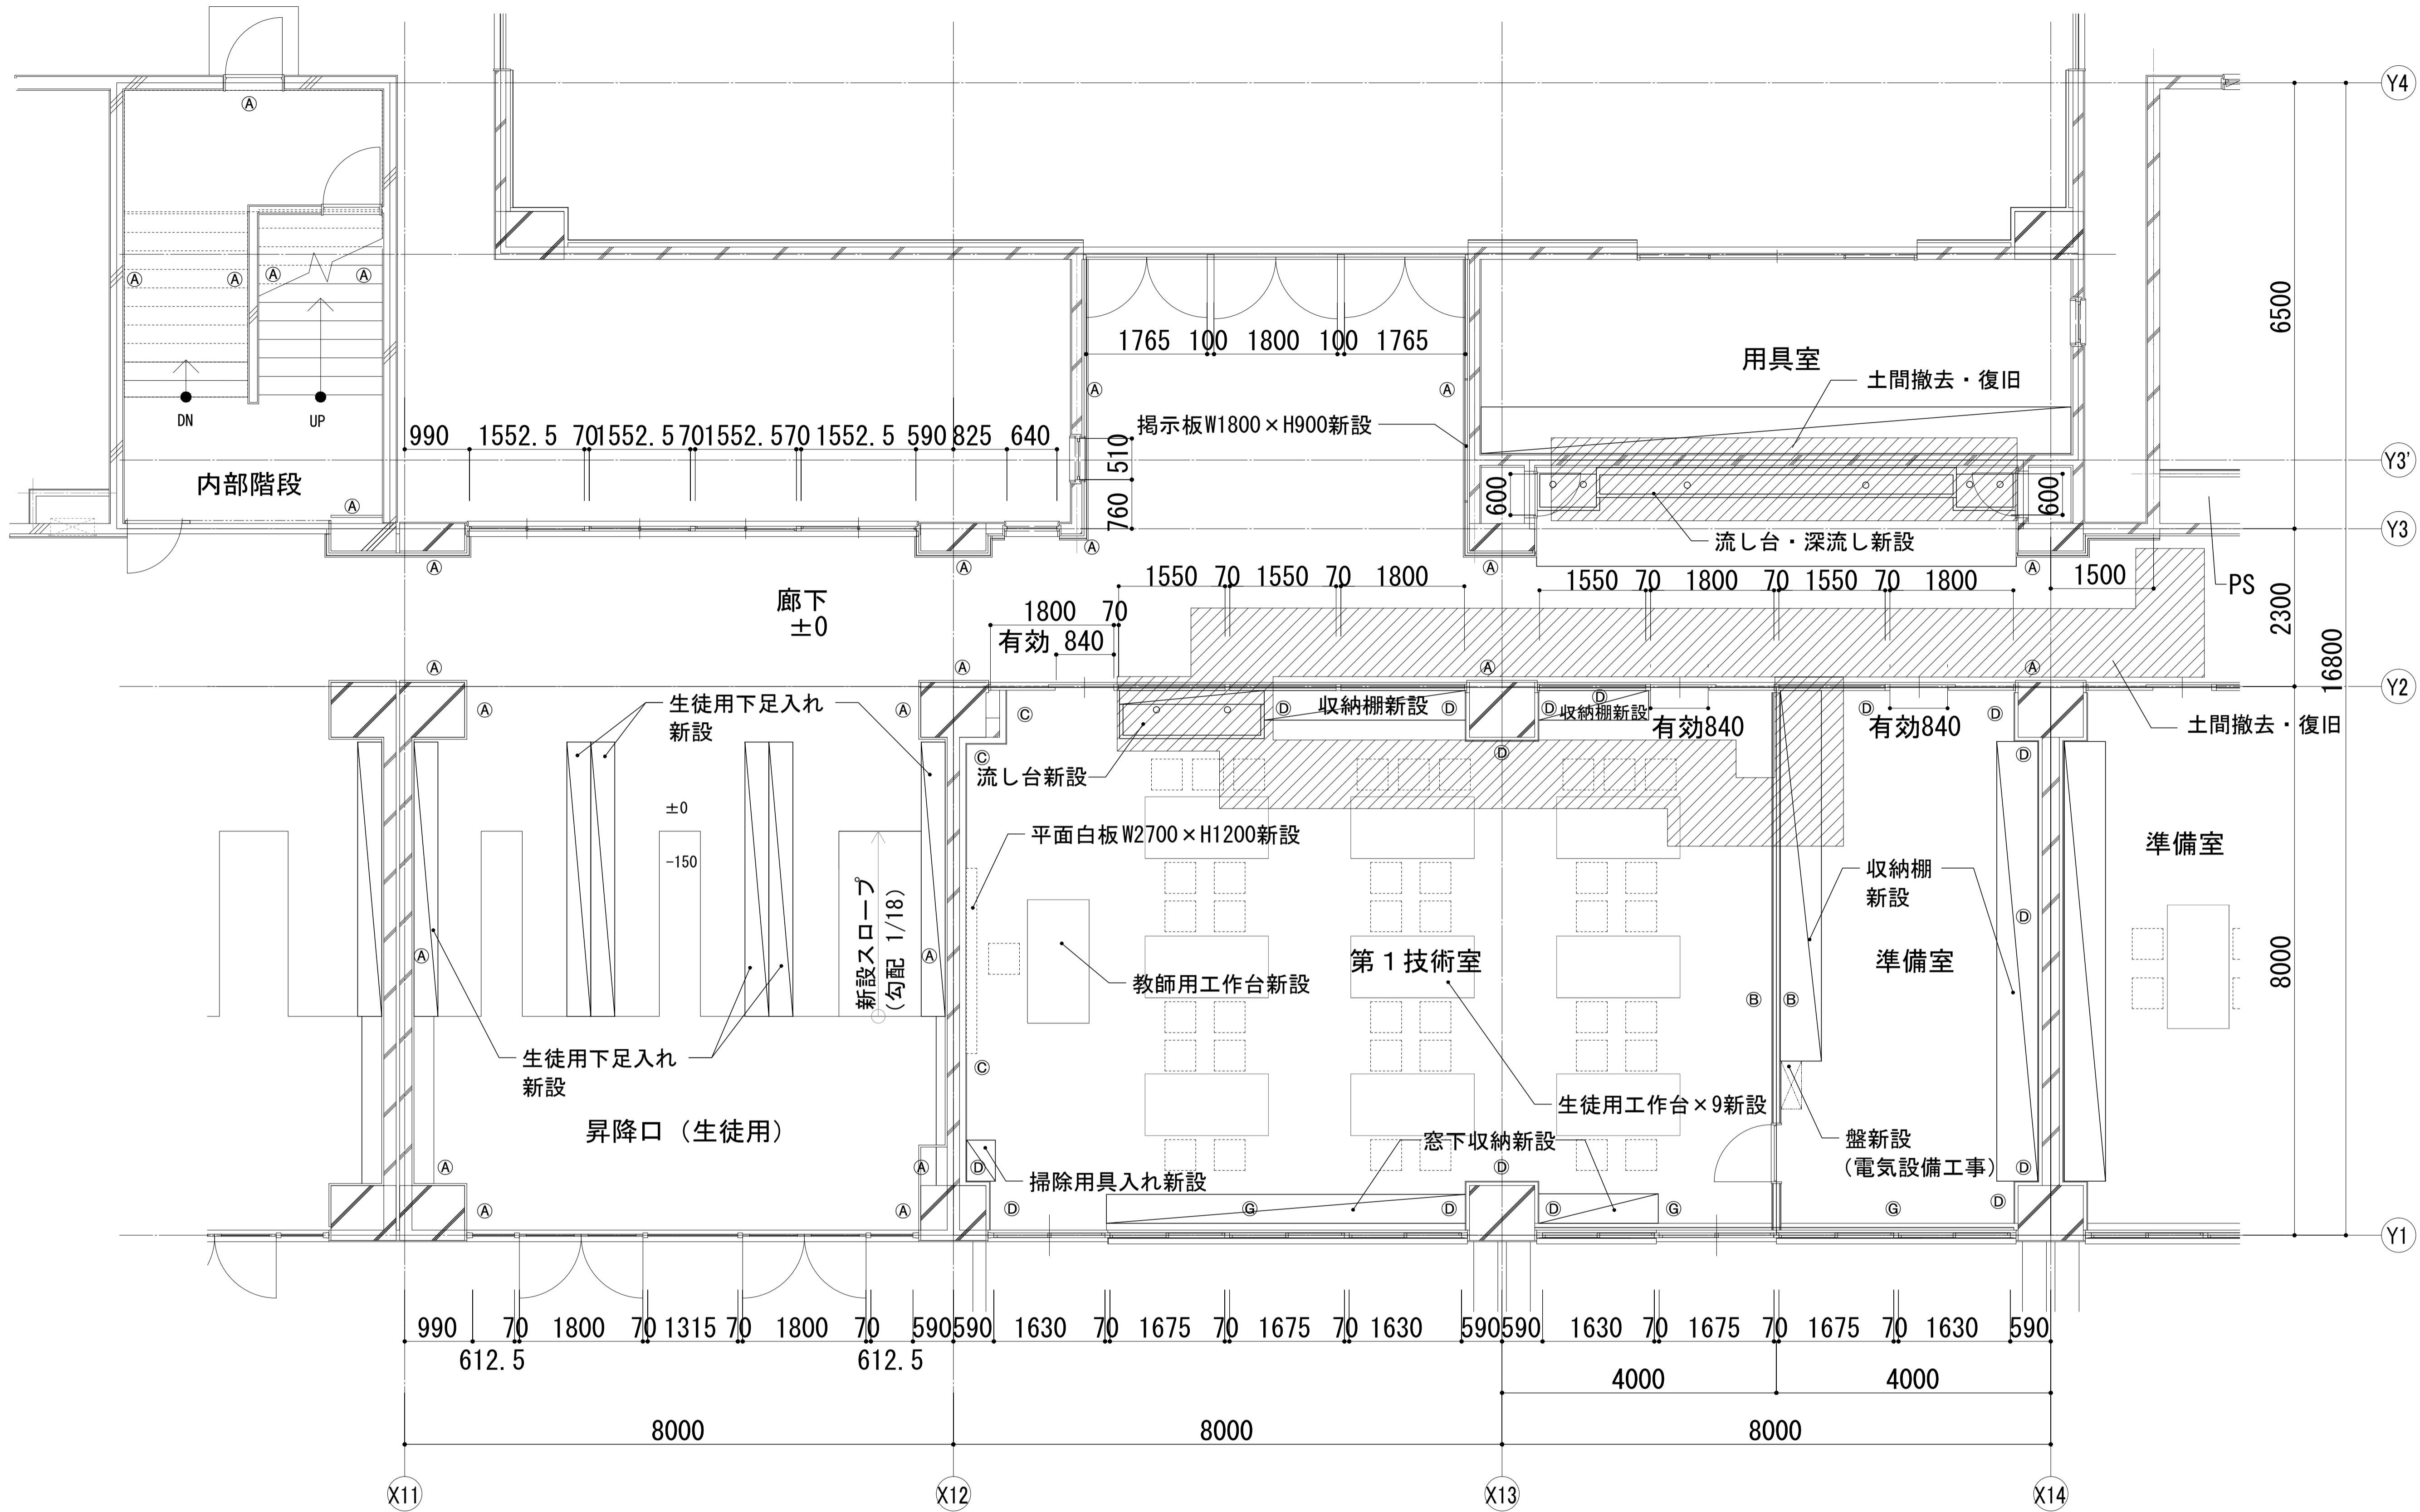 Y4
Ⓐ
6500
1765 100 1800 100 1765
用具室
土間撤去・復旧
Ⓐ Ⓐ Ⓐ Ⓐ
DN UP
Ⓐ Ⓐ
掲示板W1800×H900新設
990 1552.5 70 1552.5 70 1552.5 70 1552.5 590 825 640
510
Y3'
内部階段
600 600
760
Ⓐ
Y3
流し台・深流し新設
Ⓐ Ⓐ Ⓐ Ⓐ Ⓐ
1550 70 1550 70 1800
1550 70 1800 70 1550 70 1800
1500
PS
廊下
±0
1800 70
有効 840
2300
16800
Ⓐ Ⓐ Ⓐ Ⓐ
Y2
生徒用下足入れ
新設
Ⓐ Ⓐ Ⓒ
収納棚新設
Ⓓ Ⓓ Ⓓ Ⓓ
収納棚新設
有効840
Ⓓ
有効840
Ⓓ
土間撤去・復旧
Ⓒ Ⓓ Ⓓ
流し台新設
±0
-150
平面白板W2700×H1200新設
準備室
収納棚
新設
新設スロープ
(勾配 1/18)
Ⓐ Ⓐ Ⓓ
第1技術室
準備室
8000
教師用工作台新設
Ⓑ Ⓑ
生徒用下足入れ
新設
Ⓒ
生徒用工作台×9新設
昇降口（生徒用）
窓下収納新設
盤新設
(電気設備工事)
Ⓐ Ⓐ Ⓓ Ⓓ Ⓓ
掃除用具入れ新設
Ⓐ Ⓐ Ⓓ Ⓖ Ⓓ Ⓓ Ⓖ Ⓖ Ⓓ
Y1
990 70 1800 70 1315 70 1800 70 590 590 1630 70 1675 70 1675 70 1630 590 590 1630 70 1675 70 1675 70 1630 590
612.5 612.5
4000 4000
8000 8000 8000
X11 X12 X13 X14